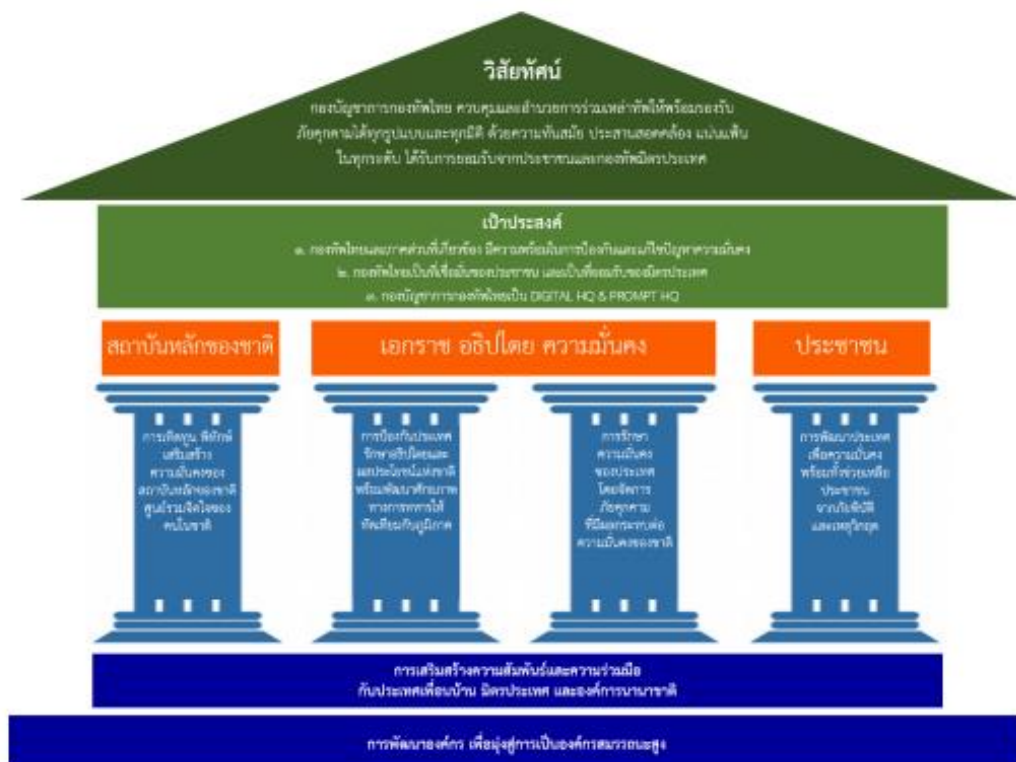 วิสัยทัศน์
กองบัญชาการกองทัพไทย ควบคุมและอำนวยการร่วมเหล่าทัพให้พร้อมรองรับ
ภัยคุกคามได้ทุกรูปแบบและทุกมิติ ด้วยความทันสมัย ประสานสอดคล้อง แน่นแฟ้น
ในทุกระดับ ได้รับการยอมรับจากประชาชนและกองทัพมิตรประเทศ
เป้าประสงค์
๑. กองทัพไทยและภาคส่วนที่เกี่ยวข้อง มีความพร้อมในการป้องกันและแก้ไขปัญหาความมั่นคง
๒. กองทัพไทยเป็นที่เชื่อมั่นของประชาชน และเป็นที่ยอมรับของมิตรประเทศ
๓. กองบัญชาการกองทัพไทยเป็น DIGITAL HQ & PROMPT HQ
สถาบันหลักของชาติ
เอกราช อธิปไตย ความมั่นคง
ประชาชน
การเทิดทูน พิทักษ์
เสริมสร้าง
ความมั่นคงของ
สถาบันหลักของชาติ
ศูนย์รวมจิตใจของ
คนในชาติ
การป้องกันประเทศ
รักษาอธิปไตยและ
ผลประโยชน์แห่งชาติ
พร้อมพัฒนาศักยภาพ
ทางการทหารให้
ทัดเทียมกับภูมิภาค
การรักษา
ความมั่นคง
ของประเทศ
โดยจัดการ
ภัยคุกคาม
ที่มีผลกระทบต่อ
ความมั่นคงของชาติ
การพัฒนาประเทศ
เพื่อความมั่นคง
พร้อมทั้งช่วยเหลือ
ประชาชน
จากภัยพิบัติ
และเหตุวิกฤต
การเสริมสร้างความสัมพันธ์และความร่วมมือ
กับประเทศเพื่อนบ้าน มิตรประเทศ และองค์การนานาชาติ
การพัฒนาองค์กร เพื่อมุ่งสู่การเป็นองค์กรสมรรถนะสูง